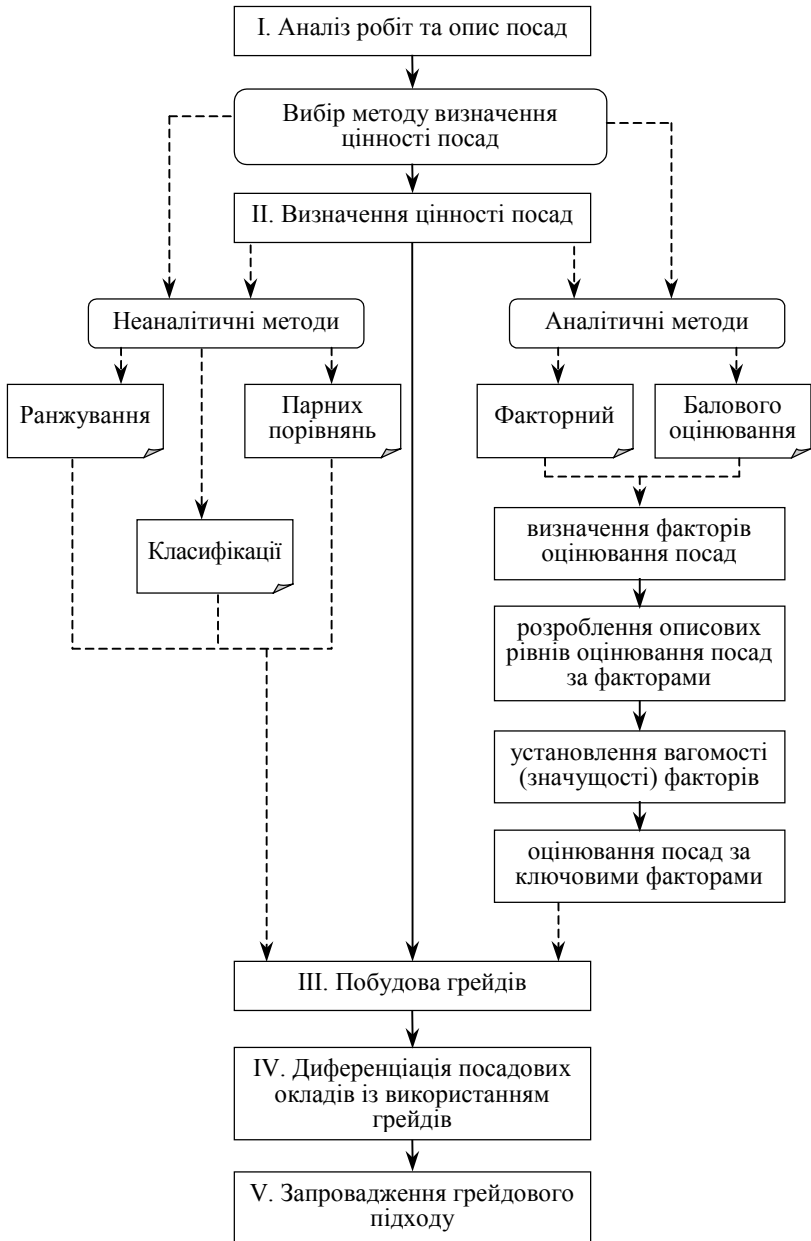 I. Аналіз робіт та опис посад
Вибір методу визначення
цінності посад
II. Визначення цінності посад
Неаналітичні методи
Аналітичні методи
Ранжування
Парних
порівнянь
Факторний
Балового
оцінювання
Класифікації
визначення факторів
оцінювання посад
розроблення описових
рівнів оцінювання посад
за факторами
установлення вагомості
(значущості) факторів
оцінювання посад за
ключовими факторами
III. Побудова грейдів
IV. Диференціація посадових
окладів із використанням
грейдів
V. Запровадження грейдового
підходу